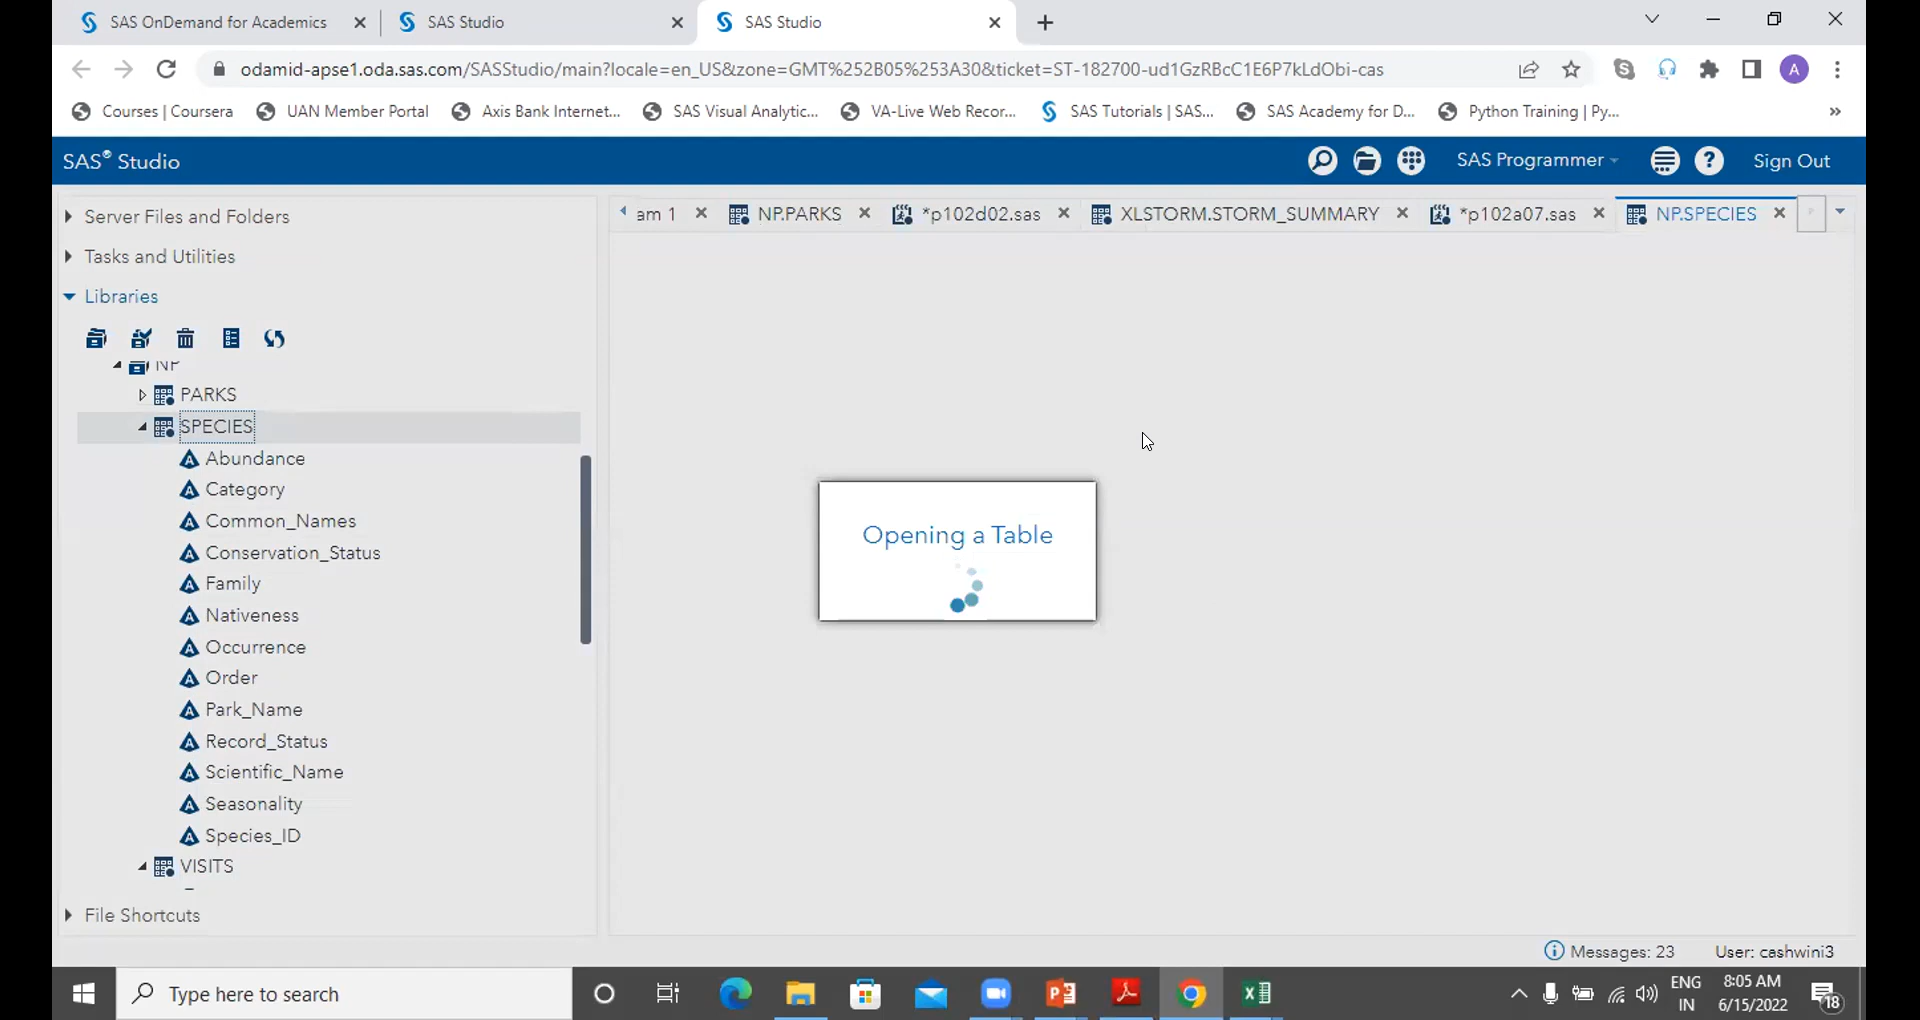 SAS OnDemand for Academics
SAS Studio
SAS Studio
odamid-apse1.oda.sas.com/SASStudio/main?locale=en_US&zone=GMT%252B05%253A30&ticket=ST-182700-ud1GzRBcC1E6P7kLdObi-cas
A
Courses | Coursera
UAN Member Portal
Axis Bank Internet...
SAS Visual Analytic...
VA-Live Web Recor...
SAS Tutorials | SAS...
SAS Academy for D...
Python Training | Py...
»
SAS® Studio
SAS Programmer
?
Sign Out
Server Files and Folders
Tasks and Utilities
Libraries
NP
PARKS
SPECIES
Abundance
Category
Common_Names
Conservation_Status
Family
Nativeness
Occurrence
Order
Park_Name
Record_Status
Scientific_Name
Seasonality
Species_ID
VISITS
File Shortcuts
am 1
NP.PARKS
*p102d02.sas
XLSTORM.STORM_SUMMARY
*p102a07.sas
NP.SPECIES
Opening a Table
Messages: 23
User: cashwini3
Type here to search
ENG
IN
8:05 AM
6/15/2022
18